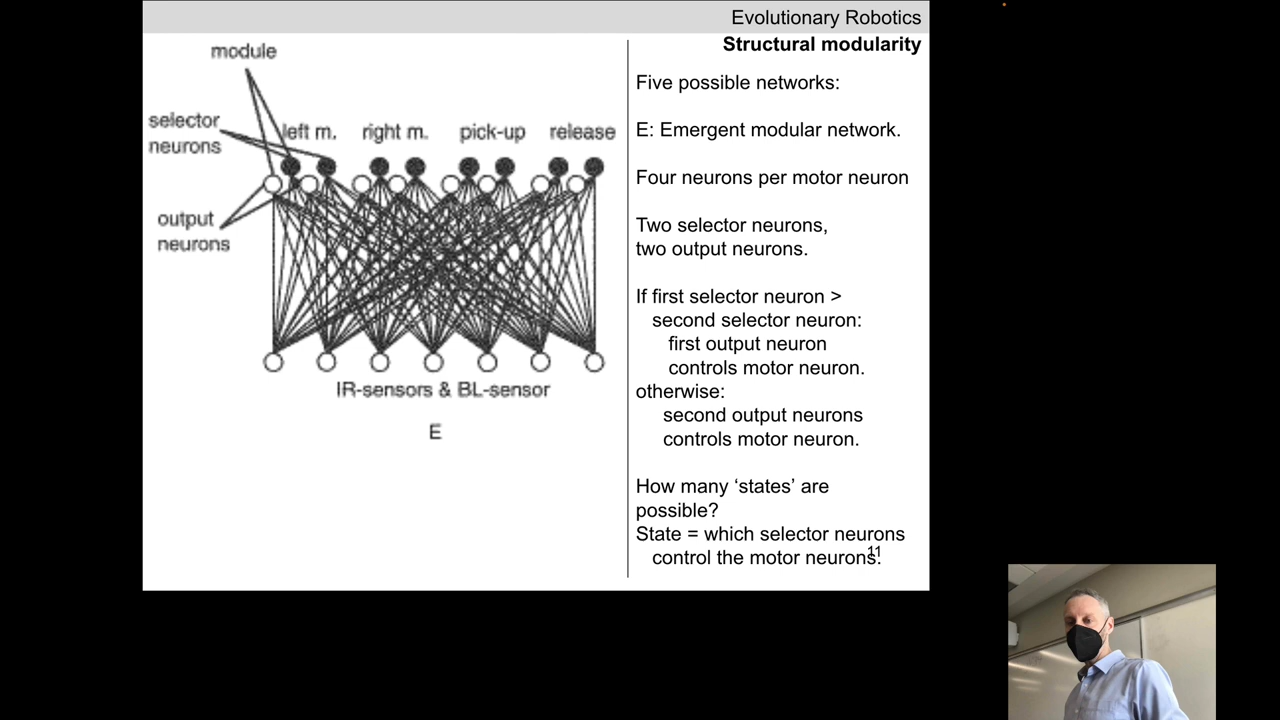 Evolutionary Robotics
Structural modularity
module
selector
neurons
left m.
right m.
pick-up
release
output
neurons
IR-sensors & BL-sensor
E
Five possible networks:
E: Emergent modular network.
Four neurons per motor neuron
Two selector neurons,
two output neurons.
If first selector neuron >
second selector neuron:
first output neuron
controls motor neuron.
otherwise:
second output neurons
controls motor neuron.
How many ‘states’ are
possible?
State = which selector neurons
control the motor neurons.
11